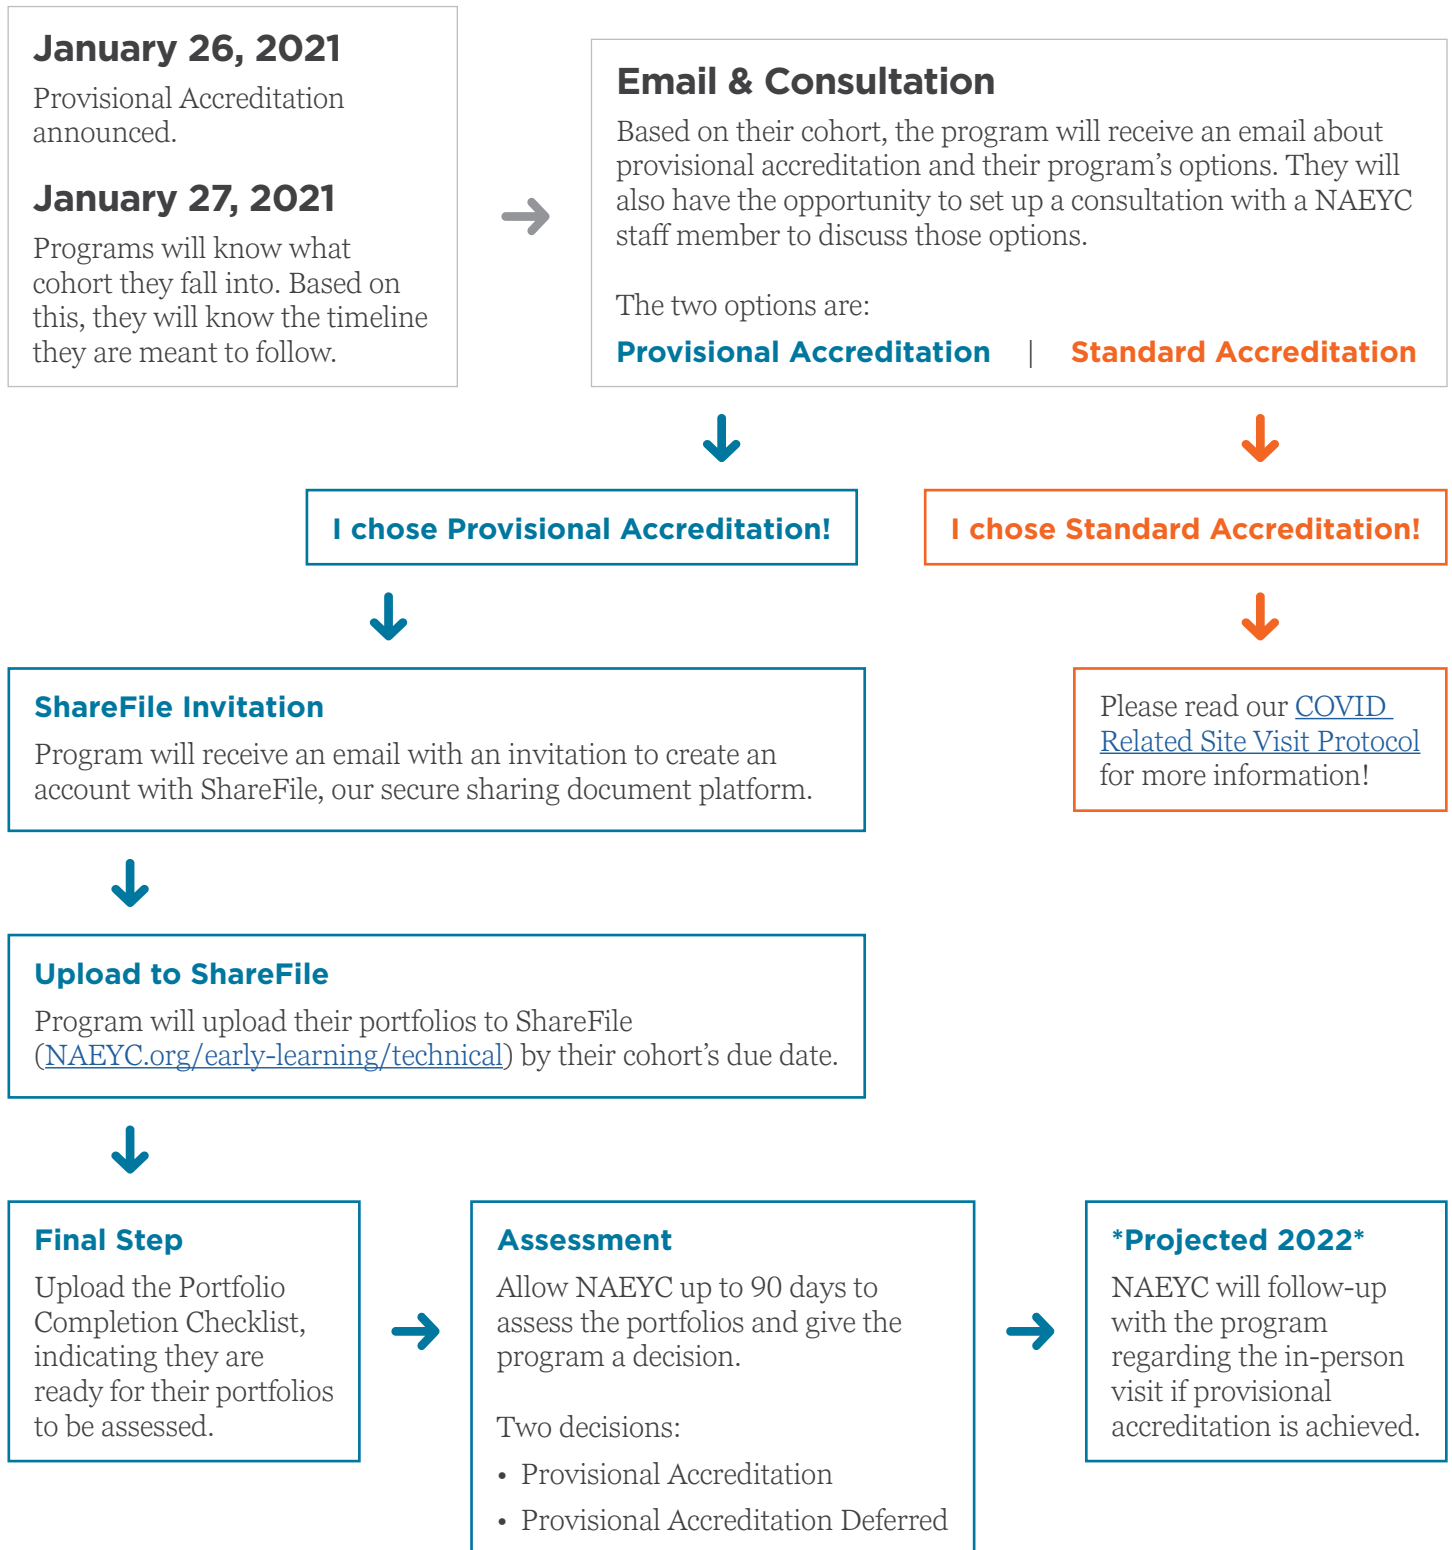 January 26, 2021
Provisional Accreditation
announced.
January 27, 2021
Programs will know what
cohort they fall into. Based on
this, they will know the timeline
they are meant to follow.
Email & Consultation
Based on their cohort, the program will receive an email about
provisional accreditation and their program's options. They will
also have the opportunity to set up a consultation with a NAEYC
staff member to discuss those options.
The two options are:
Provisional Accreditation | Standard Accreditation
I chose Provisional Accreditation!
I chose Standard Accreditation!
ShareFile Invitation
Program will receive an email with an invitation to create an
account with ShareFile, our secure sharing document platform.
Please read our COVID
Related Site Visit Protocol
for more information!
Upload to ShareFile
Program will upload their portfolios to ShareFile
(NAEYC.org/early-learning/technical) by their cohort's due date.
Final Step
Upload the Portfolio
Completion Checklist,
indicating they are
ready for their portfolios
to be assessed.
Assessment
Allow NAEYC up to 90 days to
assess the portfolios and give the
program a decision.
Two decisions:
• Provisional Accreditation
• Provisional Accreditation Deferred
*Projected 2022*
NAEYC will follow-up
with the program
regarding the in-person
visit if provisional
accreditation is achieved.